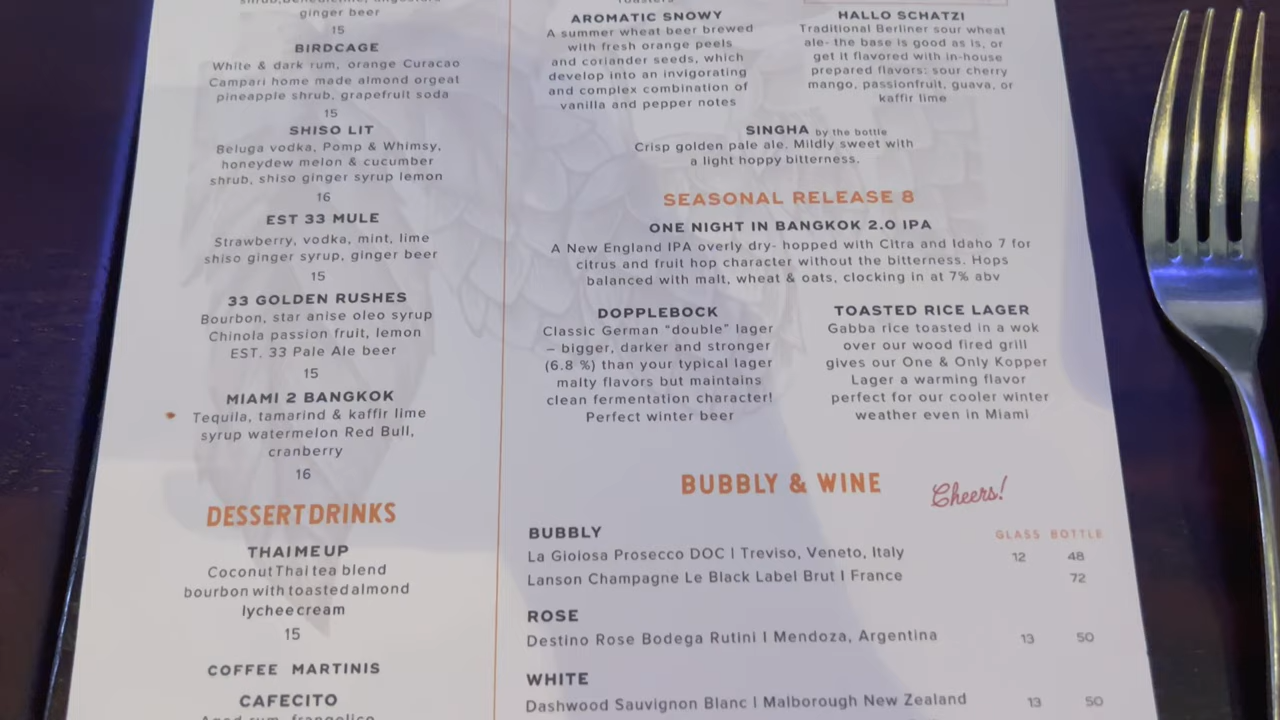 ginger beer
15
BIRDCAGE
White & dark rum, orange Curacao
Campari home made almond orgeat
pineapple shrub, grapefruit soda
15
SHISO LIT
Beluga vodka, Pomp & Whimsy,
honeydew melon & cucumber
shrub, shiso ginger syrup lemon
16
EST 33 MULE
Strawberry, vodka, mint, lime
shiso ginger syrup, ginger beer
15
33 GOLDEN RUSHES
Bourbon, star anise oleo syrup
Chinola passion fruit, lemon
EST. 33 Pale Ale beer
15
MIAMI 2 BANGKOK
Tequila, tamarind & kaffir lime
syrup watermelon Red Bull,
cranberry
16
DESSERT DRINKS
THAI ME UP
Coconut Thai tea blend
bourbon with toasted almond
lychee cream
15
COFFEE MARTINIS
CAFECITO
Aged rum, frangelico
AROMATIC SNOWY
A summer wheat beer brewed
with fresh orange peels
and coriander seeds, which
develop into an invigorating
and complex combination of
vanilla and pepper notes
HALLO SCHATZI
Traditional Berliner sour wheat
ale- the base is good as is, or
get it flavored with in-house
prepared flavors: sour cherry
mango, passionfruit, guava, or
kaffir lime
SINGHA by the bottle
Crisp golden pale ale. Mildly sweet with
a light hoppy bitterness.
SEASONAL RELEASE 8
ONE NIGHT IN BANGKOK 2.0 IPA
A New England IPA overly dry- hopped with Citra and Idaho 7 for
citrus and fruit hop character without the bitterness. Hops
balanced with malt, wheat & oats, clocking in at 7% abv
DOPPLEBOCK
Classic German "double" lager
– bigger, darker and stronger
(6.8 %) than your typical lager
malty flavors but maintains
clean fermentation character!
Perfect winter beer
TOASTED RICE LAGER
Gabba rice toasted in a wok
over our wood fired grill
gives our One & Only Kopper
Lager a warming flavor
perfect for our cooler winter
weather even in Miami
BUBBLY & WINE Cheers!
BUBBLY GLASS BOTTLE
La Gioiosa Prosecco DOC | Treviso, Veneto, Italy 12 48
Lanson Champagne Le Black Label Brut | France 72
ROSE
Destino Rose Bodega Rutini | Mendoza, Argentina 13 50
WHITE
Dashwood Sauvignon Blanc | Malborough New Zealand 13 50